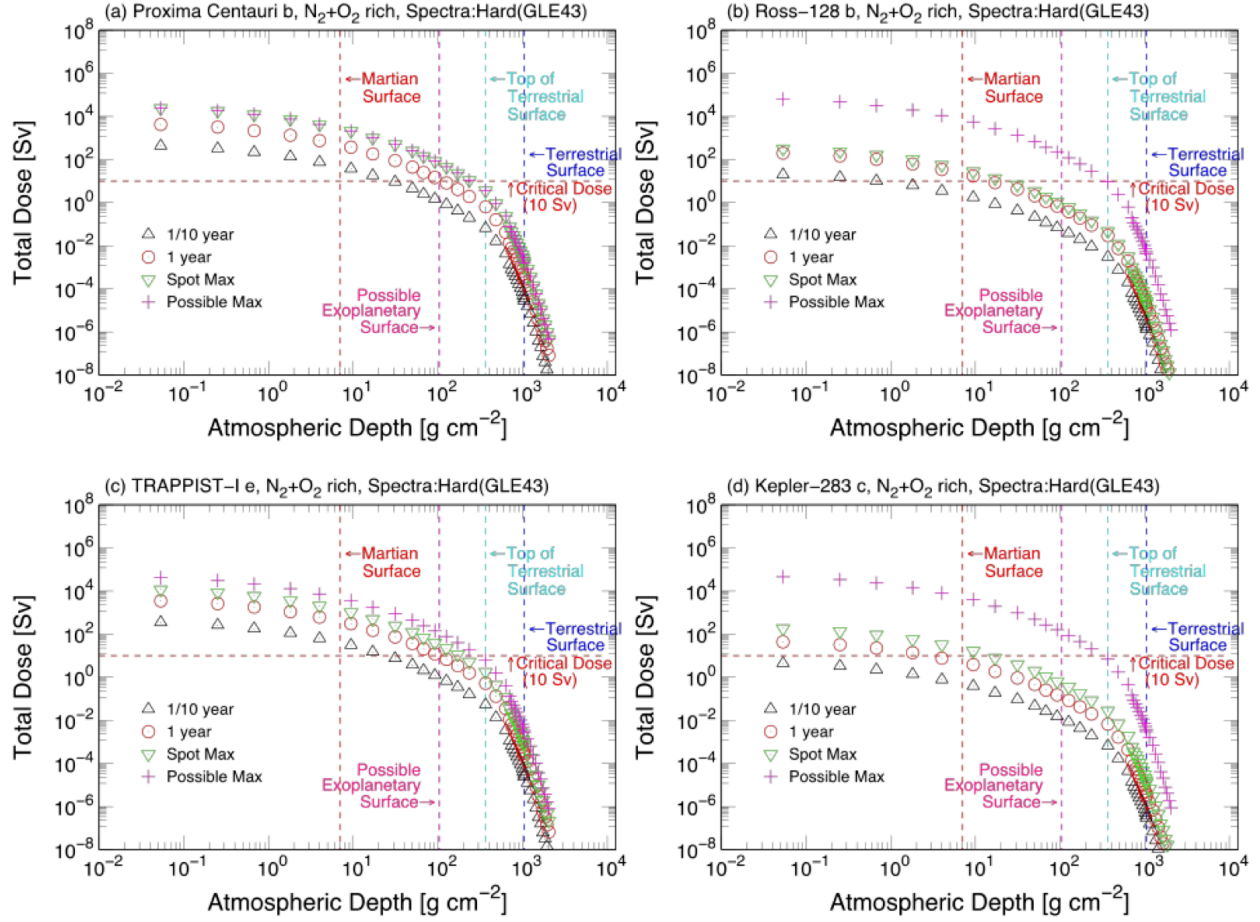 (a) Proxima Centauri b, N₂+O₂ rich, Spectra:Hard(GLE43)
10⁸
10⁶
10⁴
10²
10⁰
10⁻²
10⁻⁴
10⁻⁶
10⁻⁸
Total Dose [Sv]
←Martian
Surface
←Top of
Terrestrial
Surface
←Terrestrial
Surface
↑Critical Dose
(10 Sv)
1/10 year
1 year
Spot Max
Possible Max
Possible
Exoplanetary
Surface→
10⁻² 10⁻¹ 10⁰ 10¹ 10² 10³ 10⁴
Atmospheric Depth [g cm⁻²]
(b) Ross−128 b, N₂+O₂ rich, Spectra:Hard(GLE43)
10⁸
10⁶
10⁴
10²
10⁰
10⁻²
10⁻⁴
10⁻⁶
10⁻⁸
Total Dose [Sv]
←Martian
Surface
←Top of
Terrestrial
Surface
←Terrestrial
Surface
↑Critical Dose
(10 Sv)
1/10 year
1 year
Spot Max
Possible Max
Possible
Exoplanetary
Surface→
10⁻² 10⁻¹ 10⁰ 10¹ 10² 10³ 10⁴
Atmospheric Depth [g cm⁻²]
(c) TRAPPIST−I e, N₂+O₂ rich, Spectra:Hard(GLE43)
10⁸
10⁶
10⁴
10²
10⁰
10⁻²
10⁻⁴
10⁻⁶
10⁻⁸
Total Dose [Sv]
←Martian
Surface
←Top of
Terrestrial
Surface
←Terrestrial
Surface
↑Critical Dose
(10 Sv)
1/10 year
1 year
Spot Max
Possible Max
Possible
Exoplanetary
Surface→
10⁻² 10⁻¹ 10⁰ 10¹ 10² 10³ 10⁴
Atmospheric Depth [g cm⁻²]
(d) Kepler−283 c, N₂+O₂ rich, Spectra:Hard(GLE43)
10⁸
10⁶
10⁴
10²
10⁰
10⁻²
10⁻⁴
10⁻⁶
10⁻⁸
Total Dose [Sv]
←Martian
Surface
←Top of
Terrestrial
Surface
←Terrestrial
Surface
↑Critical Dose
(10 Sv)
1/10 year
1 year
Spot Max
Possible Max
Possible
Exoplanetary
Surface→
10⁻² 10⁻¹ 10⁰ 10¹ 10² 10³ 10⁴
Atmospheric Depth [g cm⁻²]